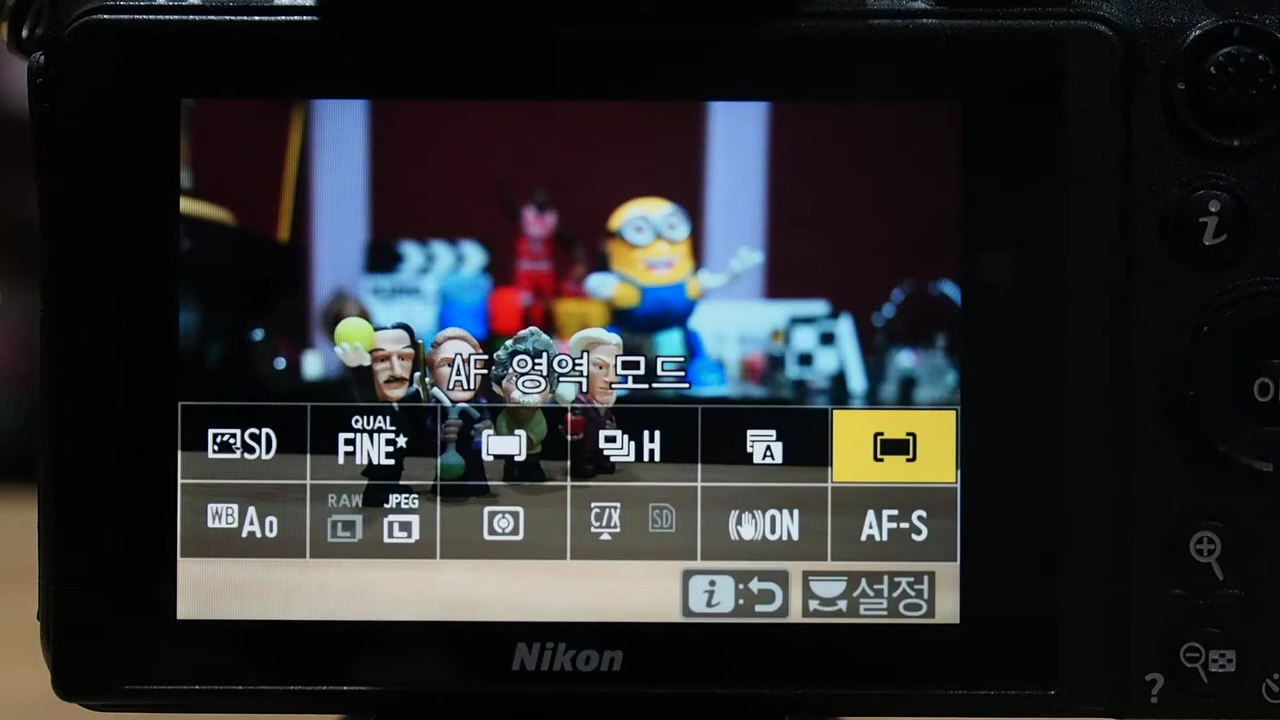 AF 영역 모드
SD
QUAL
FINE★
H
A
WB A0
RAW L
JPEG L
C/X SD
ON
AF-S
i:
설정
Nikon
i
?